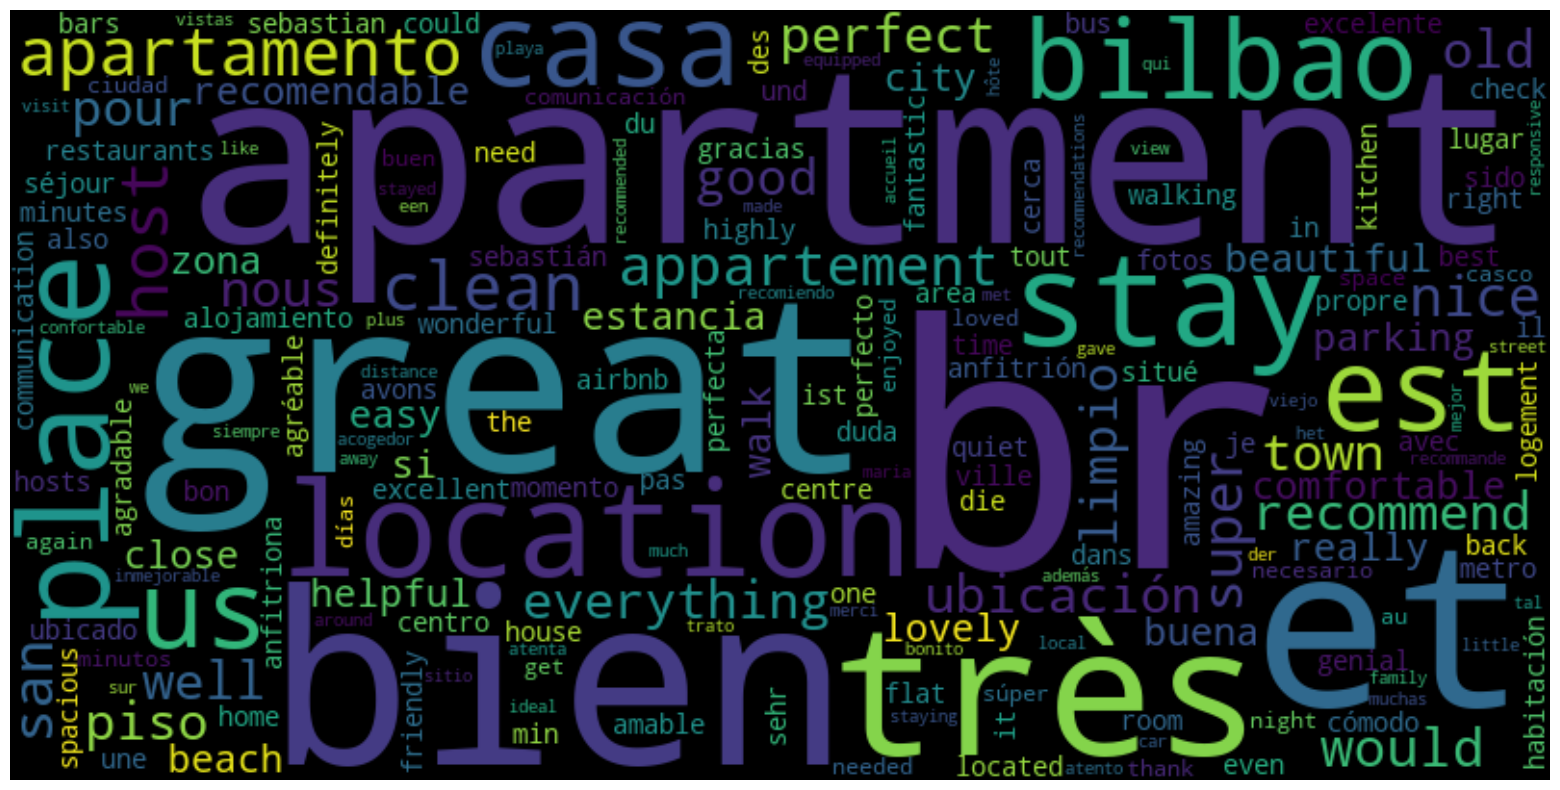 bars
vistas
sebastian
could
casa
playa
des
perfect
equipped
bilbao
qui
bus
excelente
old
apartamento
ciudad
recomendable
comunicación
und
city
hôte
check
visit
pour
apartment
du
gracias
good
fantastic
accueil
recommendations
cerca
view
walking
kitchen
lugar
responsive
restaurants
like
definitely
buen
need
stayed
een
recommended
made
highly
in
sido
right
séjour
host
minutes
also
communication
zona
nous
sebastián
clean
appartement
tout
fotos
beautiful
best
space
casco
nice
place
confortable
alojamiento
plus
wonderful
recomiendo
estancia
area
met
stay
propre
parking
il
street
great
we
agréable
distance
avons
airbnb
perfecta
perfecto
enjoyed
loved
time
anfitrión
gave
situé
limpio
est
mejor
viejo
siempre
acogedor
away
easy
the
si
ist
walk
duda
br
quiet
ville
je
town
het
avec
recommande
logement
hosts
agradable
bon
días
excellent
momento
location
pas
centre
maria
die
amazing
super
comfortable
recommend
again
close
inmejorable
anfitriona
much
dans
der
really
back
metro
necesario
us
helpful
centro
around
everything
one
merci
ubicación
además
et
au
tal
ubicado
minutos
san
spacious
sur
well
piso
une
beach
home
bien
friendly
sitio
house
atenta
get
ideal
min
trato
amable
sehr
très
lovely
bonito
local
flat
staying
súper
it
buena
room
car
night
genial
family
muchas
cómodo
little
habitación
needed
located
atento
thank
even
would